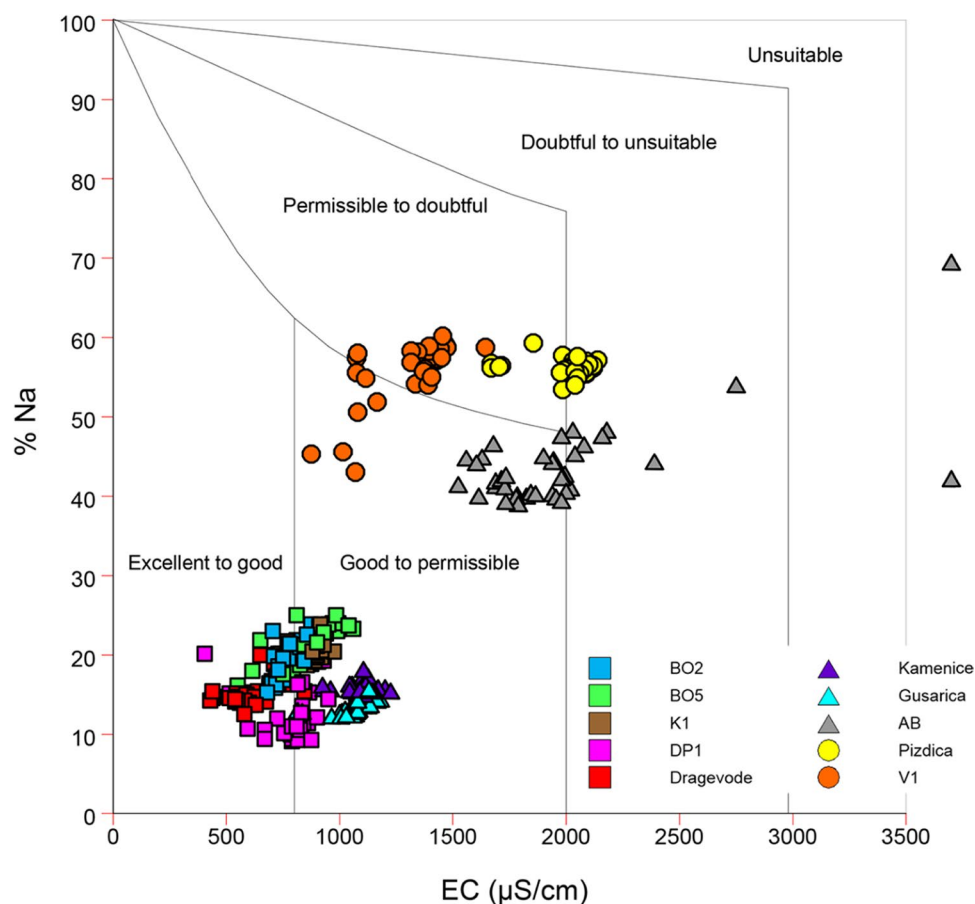 100
90
80
70
60
50
40
30
20
10
0
% Na
Unsuitable
Doubtful to unsuitable
Permissible to doubtful
Excellent to good
Good to permissible
BO2
BO5
K1
DP1
Dragevode
Kamenice
Gusarica
AB
Pizdica
V1
0 500 1000 1500 2000 2500 3000 3500
EC (µS/cm)